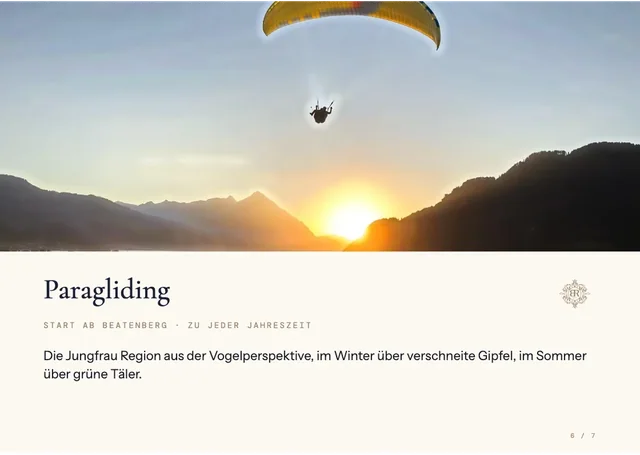 Paragliding
START AB BEATENBERG · ZU JEDER JAHRESZEIT
Die Jungfrau Region aus der Vogelperspektive, im Winter über verschneite Gipfel, im Sommer
über grüne Täler.
6 / 7